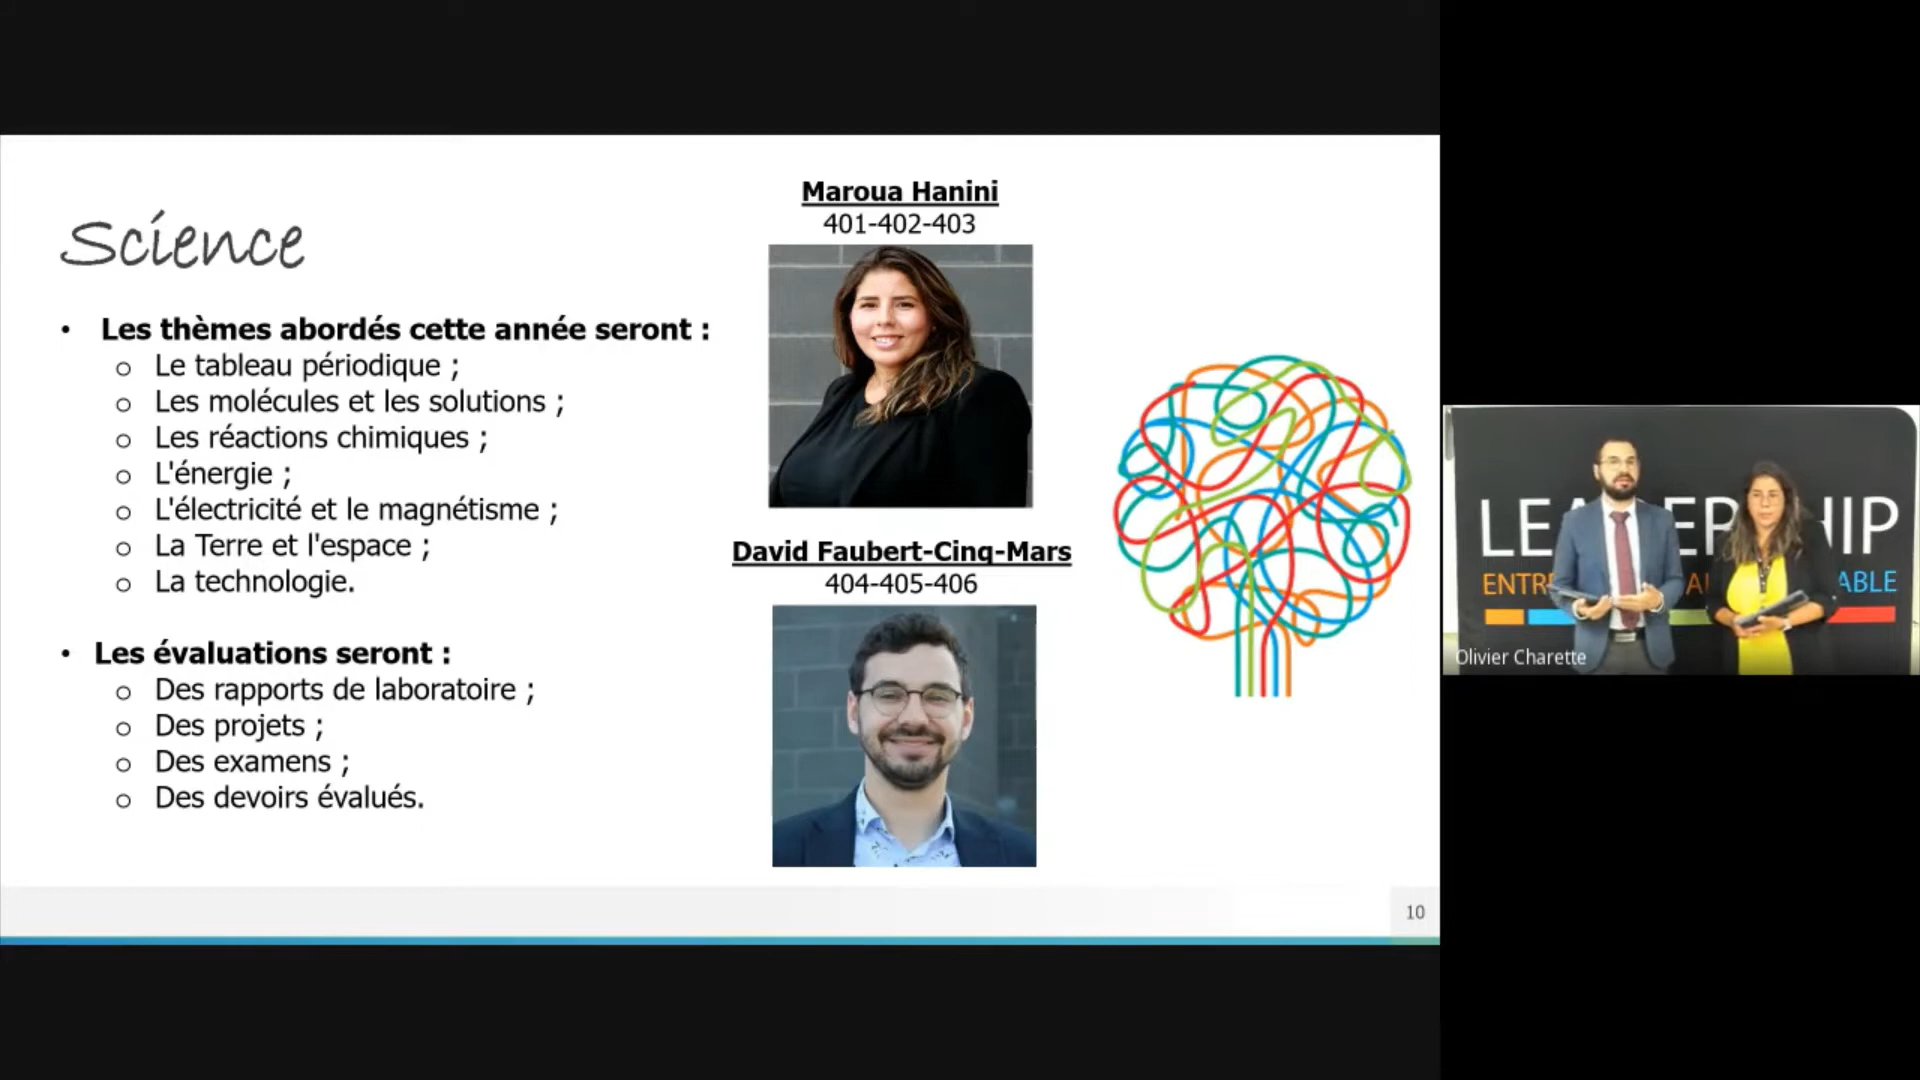 Science
• Les thèmes abordés cette année seront :
o Le tableau périodique ;
o Les molécules et les solutions ;
o Les réactions chimiques ;
o L'énergie ;
o L'électricité et le magnétisme ;
o La Terre et l'espace ;
o La technologie.
• Les évaluations seront :
o Des rapports de laboratoire ;
o Des projets ;
o Des examens ;
o Des devoirs évalués.
Maroua Hanini
401-402-403
David Faubert-Cinq-Mars
404-405-406
10
Olivier Charette